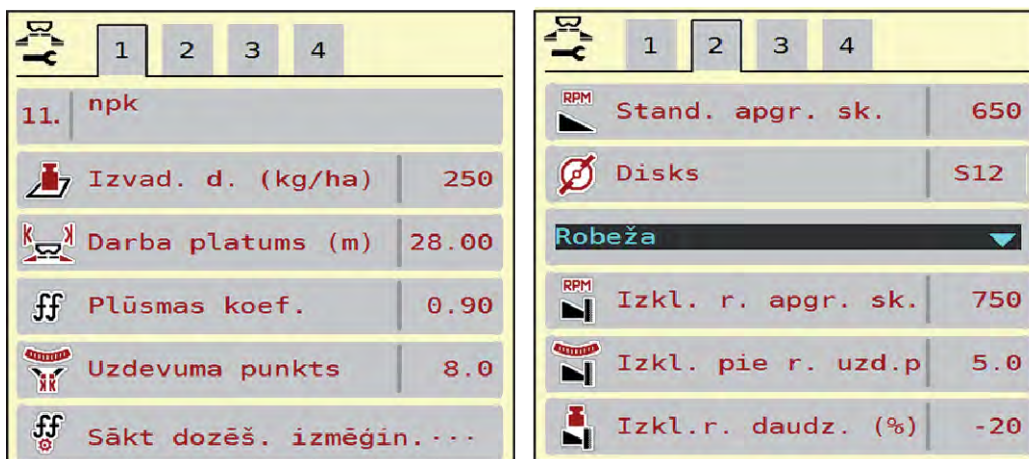 1 2 3 4
11. npk
Izvad. d. (kg/ha) 250
Darba platums (m) 28.00
Plūsmas koef. 0.90
Uzdevuma punkts 8.0
Sākt dozēš. izmēģin. ...
1 2 3 4
RPM Stand. apgr. sk. 650
Disks S12
Robeža
RPM Izkl. r. apgr. sk. 750
Izkl. pie r. uzd.p 5.0
Izkl.r. daudz. (%) -20